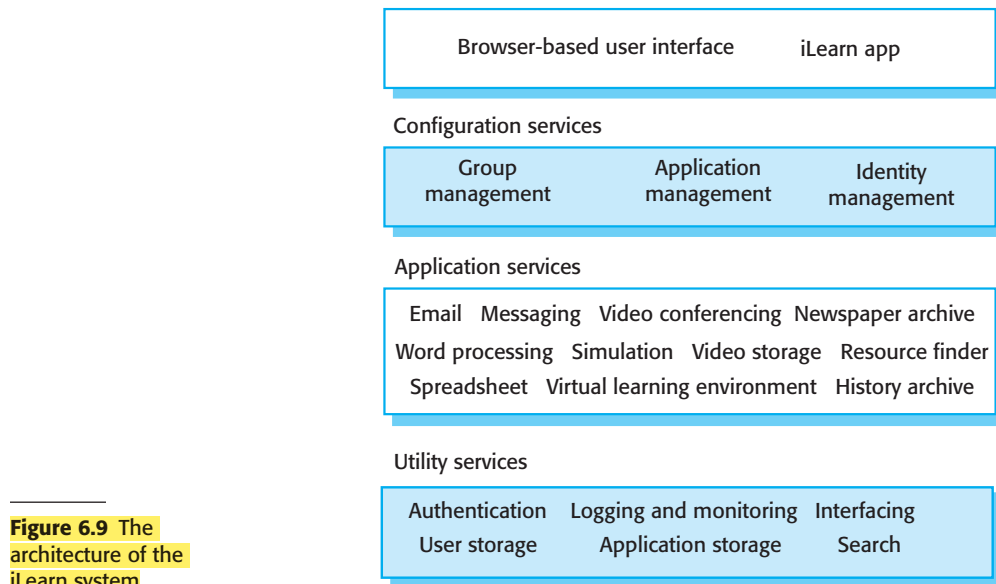 Browser-based user interface iLearn app
Configuration services
Group management Application management Identity management
Application services
Email Messaging Video conferencing Newspaper archive
Word processing Simulation Video storage Resource finder
Spreadsheet Virtual learning environment History archive
Utility services
Authentication Logging and monitoring Interfacing
User storage Application storage Search
Figure 6.9 The
architecture of the
iLearn system